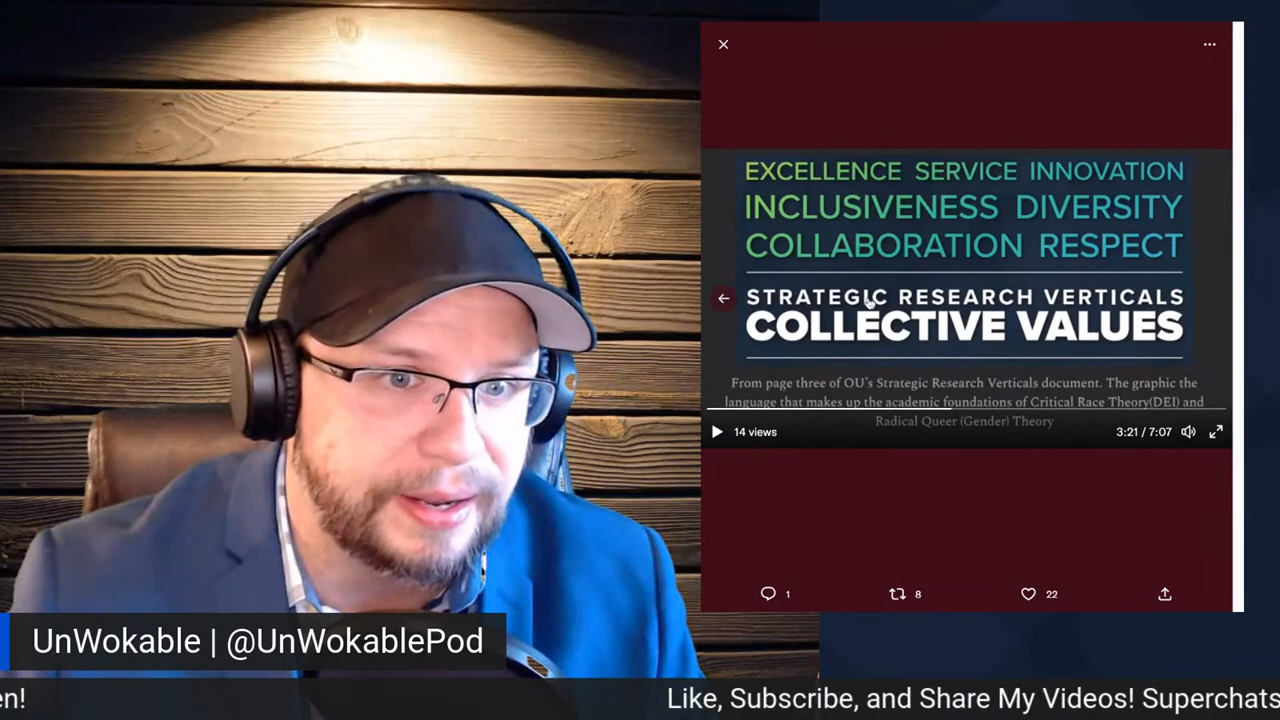 EXCELLENCE SERVICE INNOVATION
INCLUSIVENESS DIVERSITY
COLLABORATION RESPECT
STRATEGIC RESEARCH VERTICALS
COLLECTIVE VALUES
From page three of OU's Strategic Research Verticals document. The graphic the
language that makes up the academic foundations of Critical Race Theory(DEI) and
Radical Queer (Gender) Theory
14 views
3:21 / 7:07
1
8
22
UnWokable | @UnWokablePod
en!
Like, Subscribe, and Share My Videos! Superchats